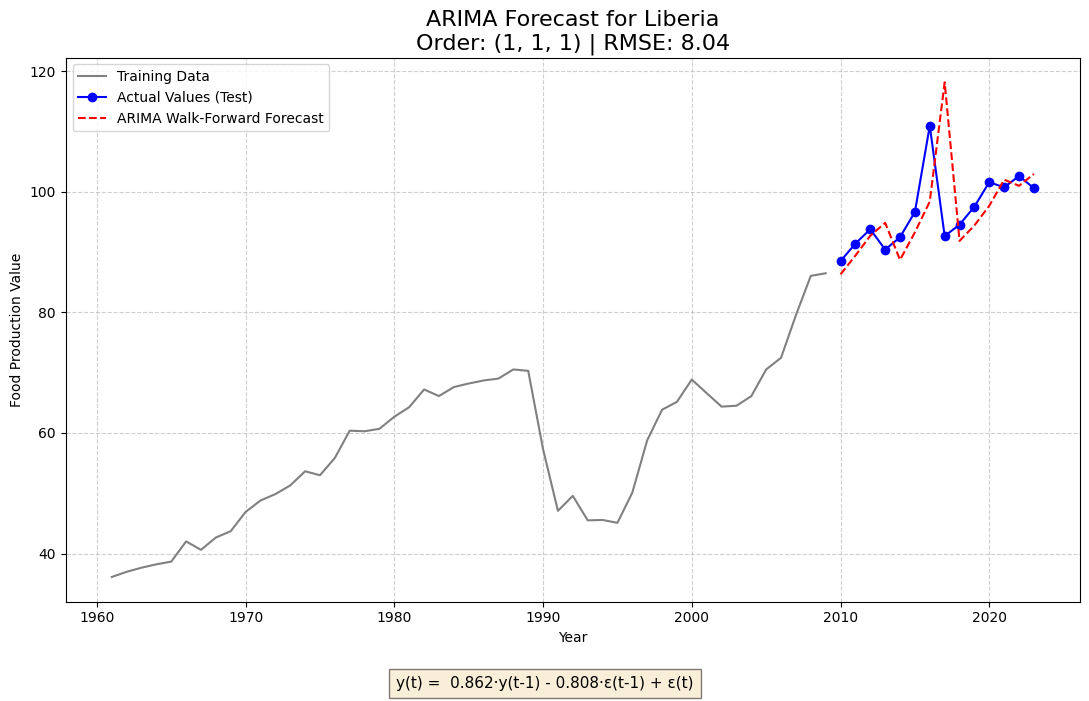 ARIMA Forecast for Liberia
Order: (1, 1, 1) | RMSE: 8.04
Training Data
Actual Values (Test)
ARIMA Walk-Forward Forecast
Food Production Value
120
100
80
60
40
1960
1970
1980
1990
2000
2010
2020
Year
y(t) =  0.862·y(t-1) - 0.808·ε(t-1) + ε(t)